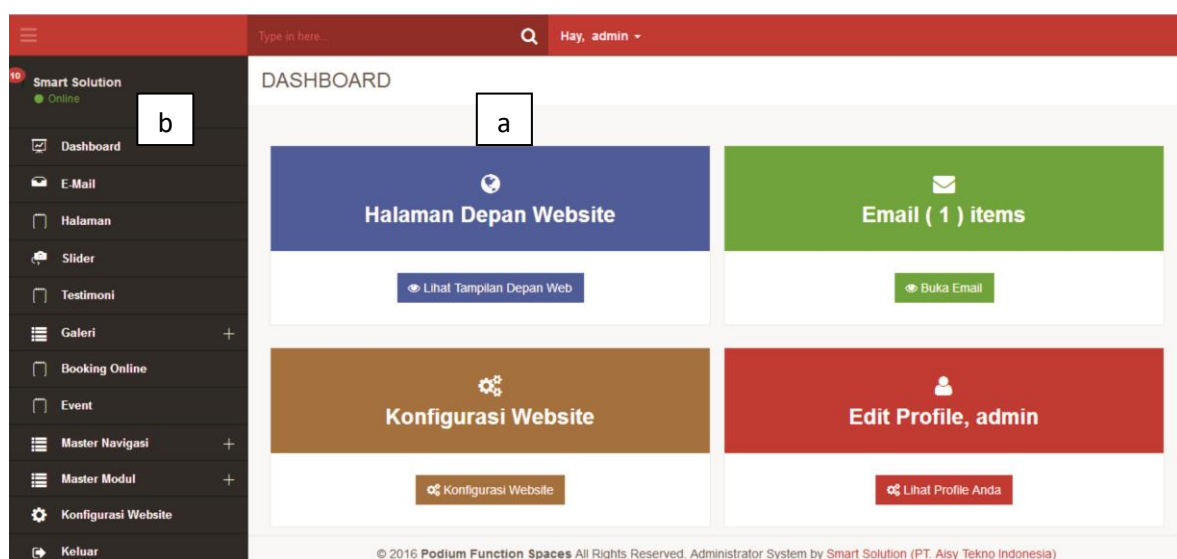 Type in here...
Hay, admin
10
Smart Solution
Online
b
Dashboard
E-Mail
Halaman
Slider
Testimoni
Galeri +
Booking Online
Event
Master Navigasi +
Master Modul +
Konfigurasi Website
Keluar
DASHBOARD
a
Halaman Depan Website
Lihat Tampilan Depan Web
Email ( 1 ) items
Buka Email
Konfigurasi Website
Konfigurasi Website
Edit Profile, admin
Lihat Profile Anda
© 2016 Podium Function Spaces All Rights Reserved. Administrator System by Smart Solution (PT. Aisy Tekno Indonesia)